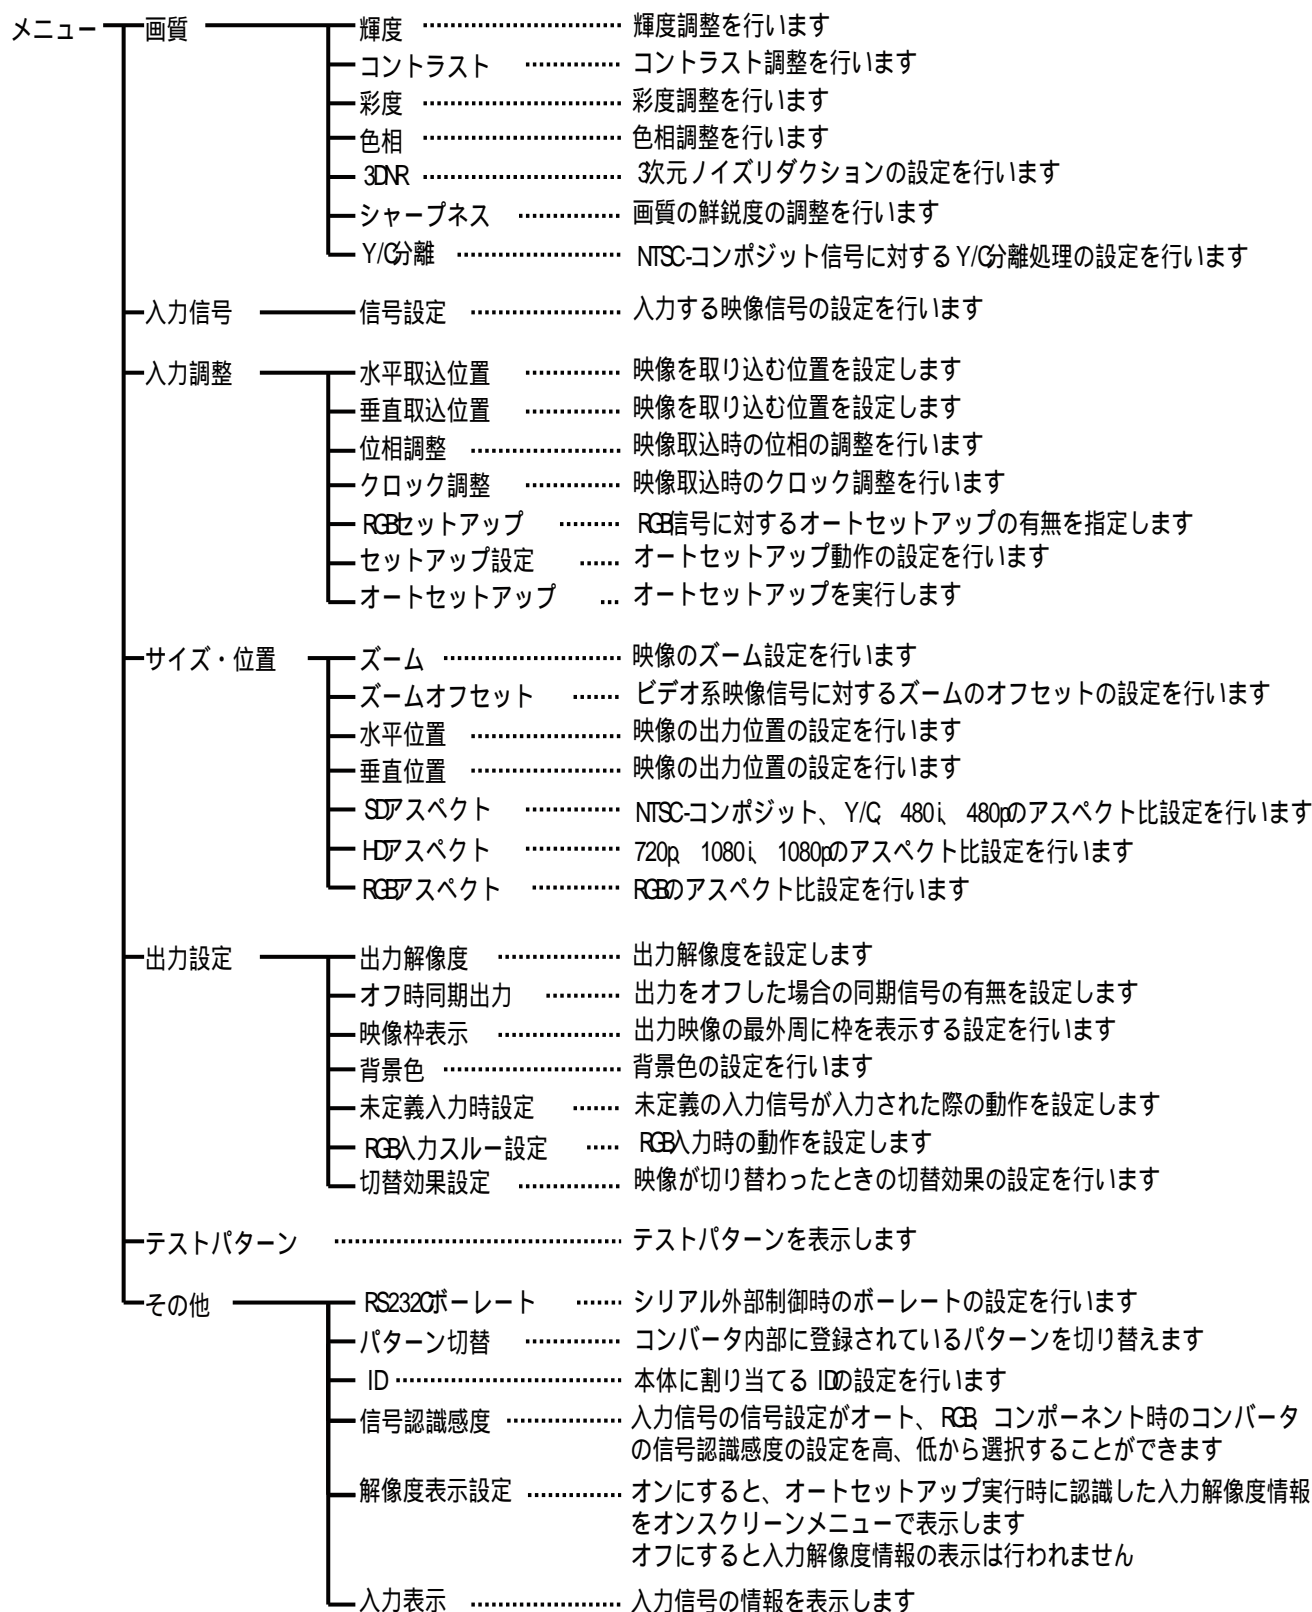 メニュー 画質 輝度 ………… 輝度調整を行います
コントラスト ………… コントラスト調整を行います
彩度 ………… 彩度調整を行います
色相 ………… 色相調整を行います
3DNR ………… 3次元ノイズリダクションの設定を行います
シャープネス ………… 画質の鮮鋭度の調整を行います
Y/C分離 ………… NTSC-コンポジット信号に対する Y/C分離処理の設定を行います
入力信号 信号設定 ………… 入力する映像信号の設定を行います
入力調整 水平取込位置 ………… 映像を取り込む位置を設定します
垂直取込位置 ………… 映像を取り込む位置を設定します
位相調整 ………… 映像取込時の位相の調整を行います
クロック調整 ………… 映像取込時のクロック調整を行います
RGBセットアップ ……… RGB信号に対するオートセットアップの有無を指定します
セットアップ設定 …… オートセットアップ動作の設定を行います
オートセットアップ … オートセットアップを実行します
サイズ・位置 ズーム ………… 映像のズーム設定を行います
ズームオフセット ……… ビデオ系映像信号に対するズームのオフセットの設定を行います
水平位置 ………… 映像の出力位置の設定を行います
垂直位置 ………… 映像の出力位置の設定を行います
SDアスペクト ………… NTSC-コンポジット、Y/C、480i、480pのアスペクト比設定を行います
HDアスペクト ………… 720p、1080i、1080pのアスペクト比設定を行います
RGBアスペクト ………… RGBのアスペクト比設定を行います
出力設定 出力解像度 ………… 出力解像度を設定します
オフ時同期出力 ………… 出力をオフした場合の同期信号の有無を設定します
映像枠表示 ………… 出力映像の最外周に枠を表示する設定を行います
背景色 ………… 背景色の設定を行います
未定義入力時設定 ……… 未定義の入力信号が入力された際の動作を設定します
RGB入力スルー設定 …… RGB入力時の動作を設定します
切替効果設定 ………… 映像が切り替わったときの切替効果の設定を行います
テストパターン ………… テストパターンを表示します
その他 RS232Cボーレート ……… シリアル外部制御時のボーレートの設定を行います
パターン切替 ………… コンバータ内部に登録されているパターンを切り替えます
ID ………… 本体に割り当てる IDの設定を行います
信号認識感度 ………… 入力信号の信号設定がオート、RGB、コンポーネント時のコンバータ
の信号認識感度の設定を高、低から選択することができます
解像度表示設定 ………… オンにすると、オートセットアップ実行時に認識した入力解像度情報
をオンスクリーンメニューで表示します
オフにすると入力解像度情報の表示は行われません
入力表示 ………… 入力信号の情報を表示します